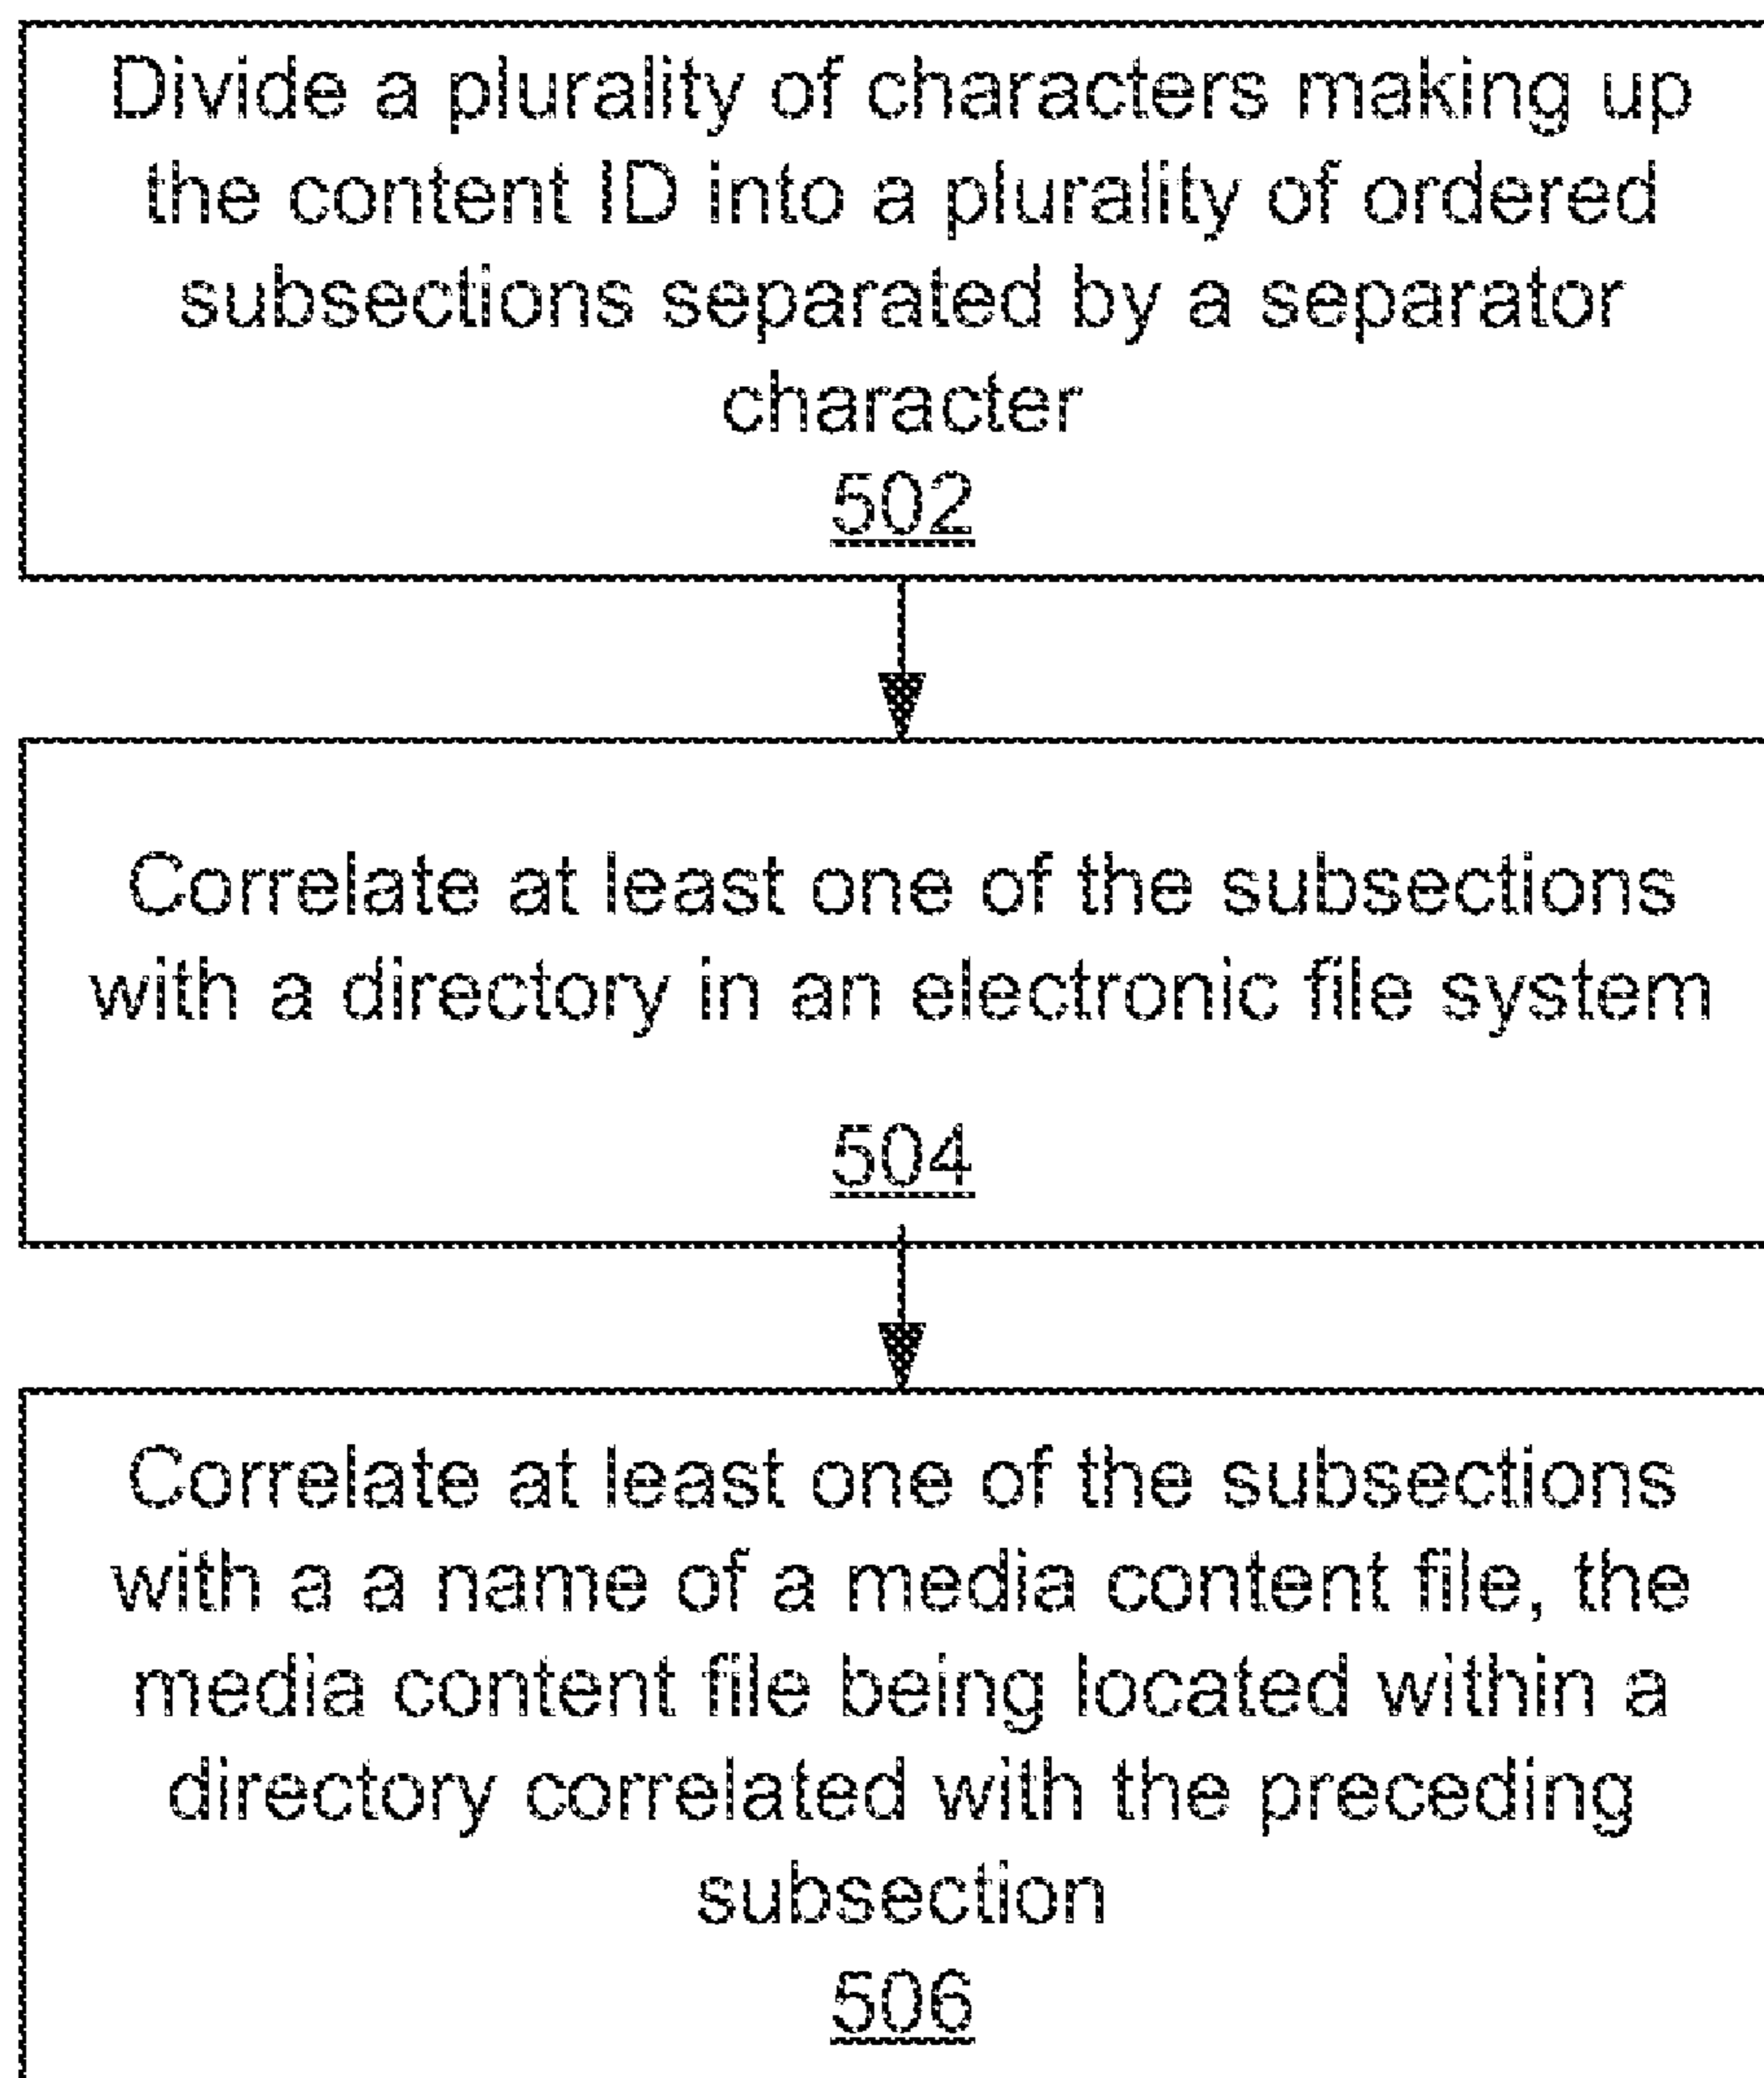 Divide a plurality of characters making up
the content ID into a plurality of ordered
subsections separated by a separator
character
502
Correlate at least one of the subsections
with a directory in an electronic file system
504
Correlate at least one of the subsections
with a a name of a media content file, the
media content file being located within a
directory correlated with the preceding
subsection
506